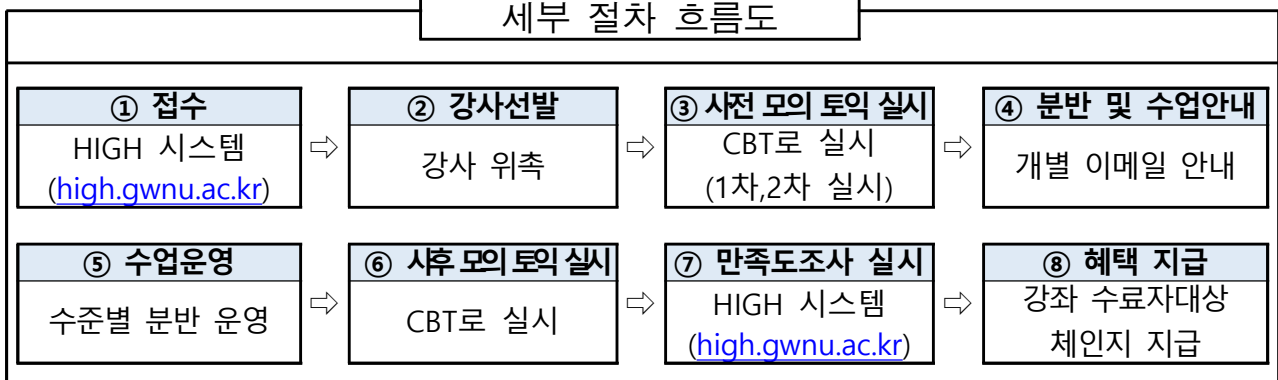 세부 절차 흐름도
① 접수
HIGH 시스템
(high.gwnu.ac.kr)
⇨
② 강사선발
강사 위촉
⇨
③ 사전 모의 토익 실시
CBT로 실시
(1차,2차 실시)
⇨
④ 분반 및 수업안내
개별 이메일 안내
⑤ 수업운영
수준별 분반 운영
⇨
⑥ 사후 모의 토익 실시
CBT로 실시
⇨
⑦ 만족도조사 실시
HIGH 시스템
(high.gwnu.ac.kr)
⇨
⑧ 혜택 지급
강좌 수료자대상
체인지 지급